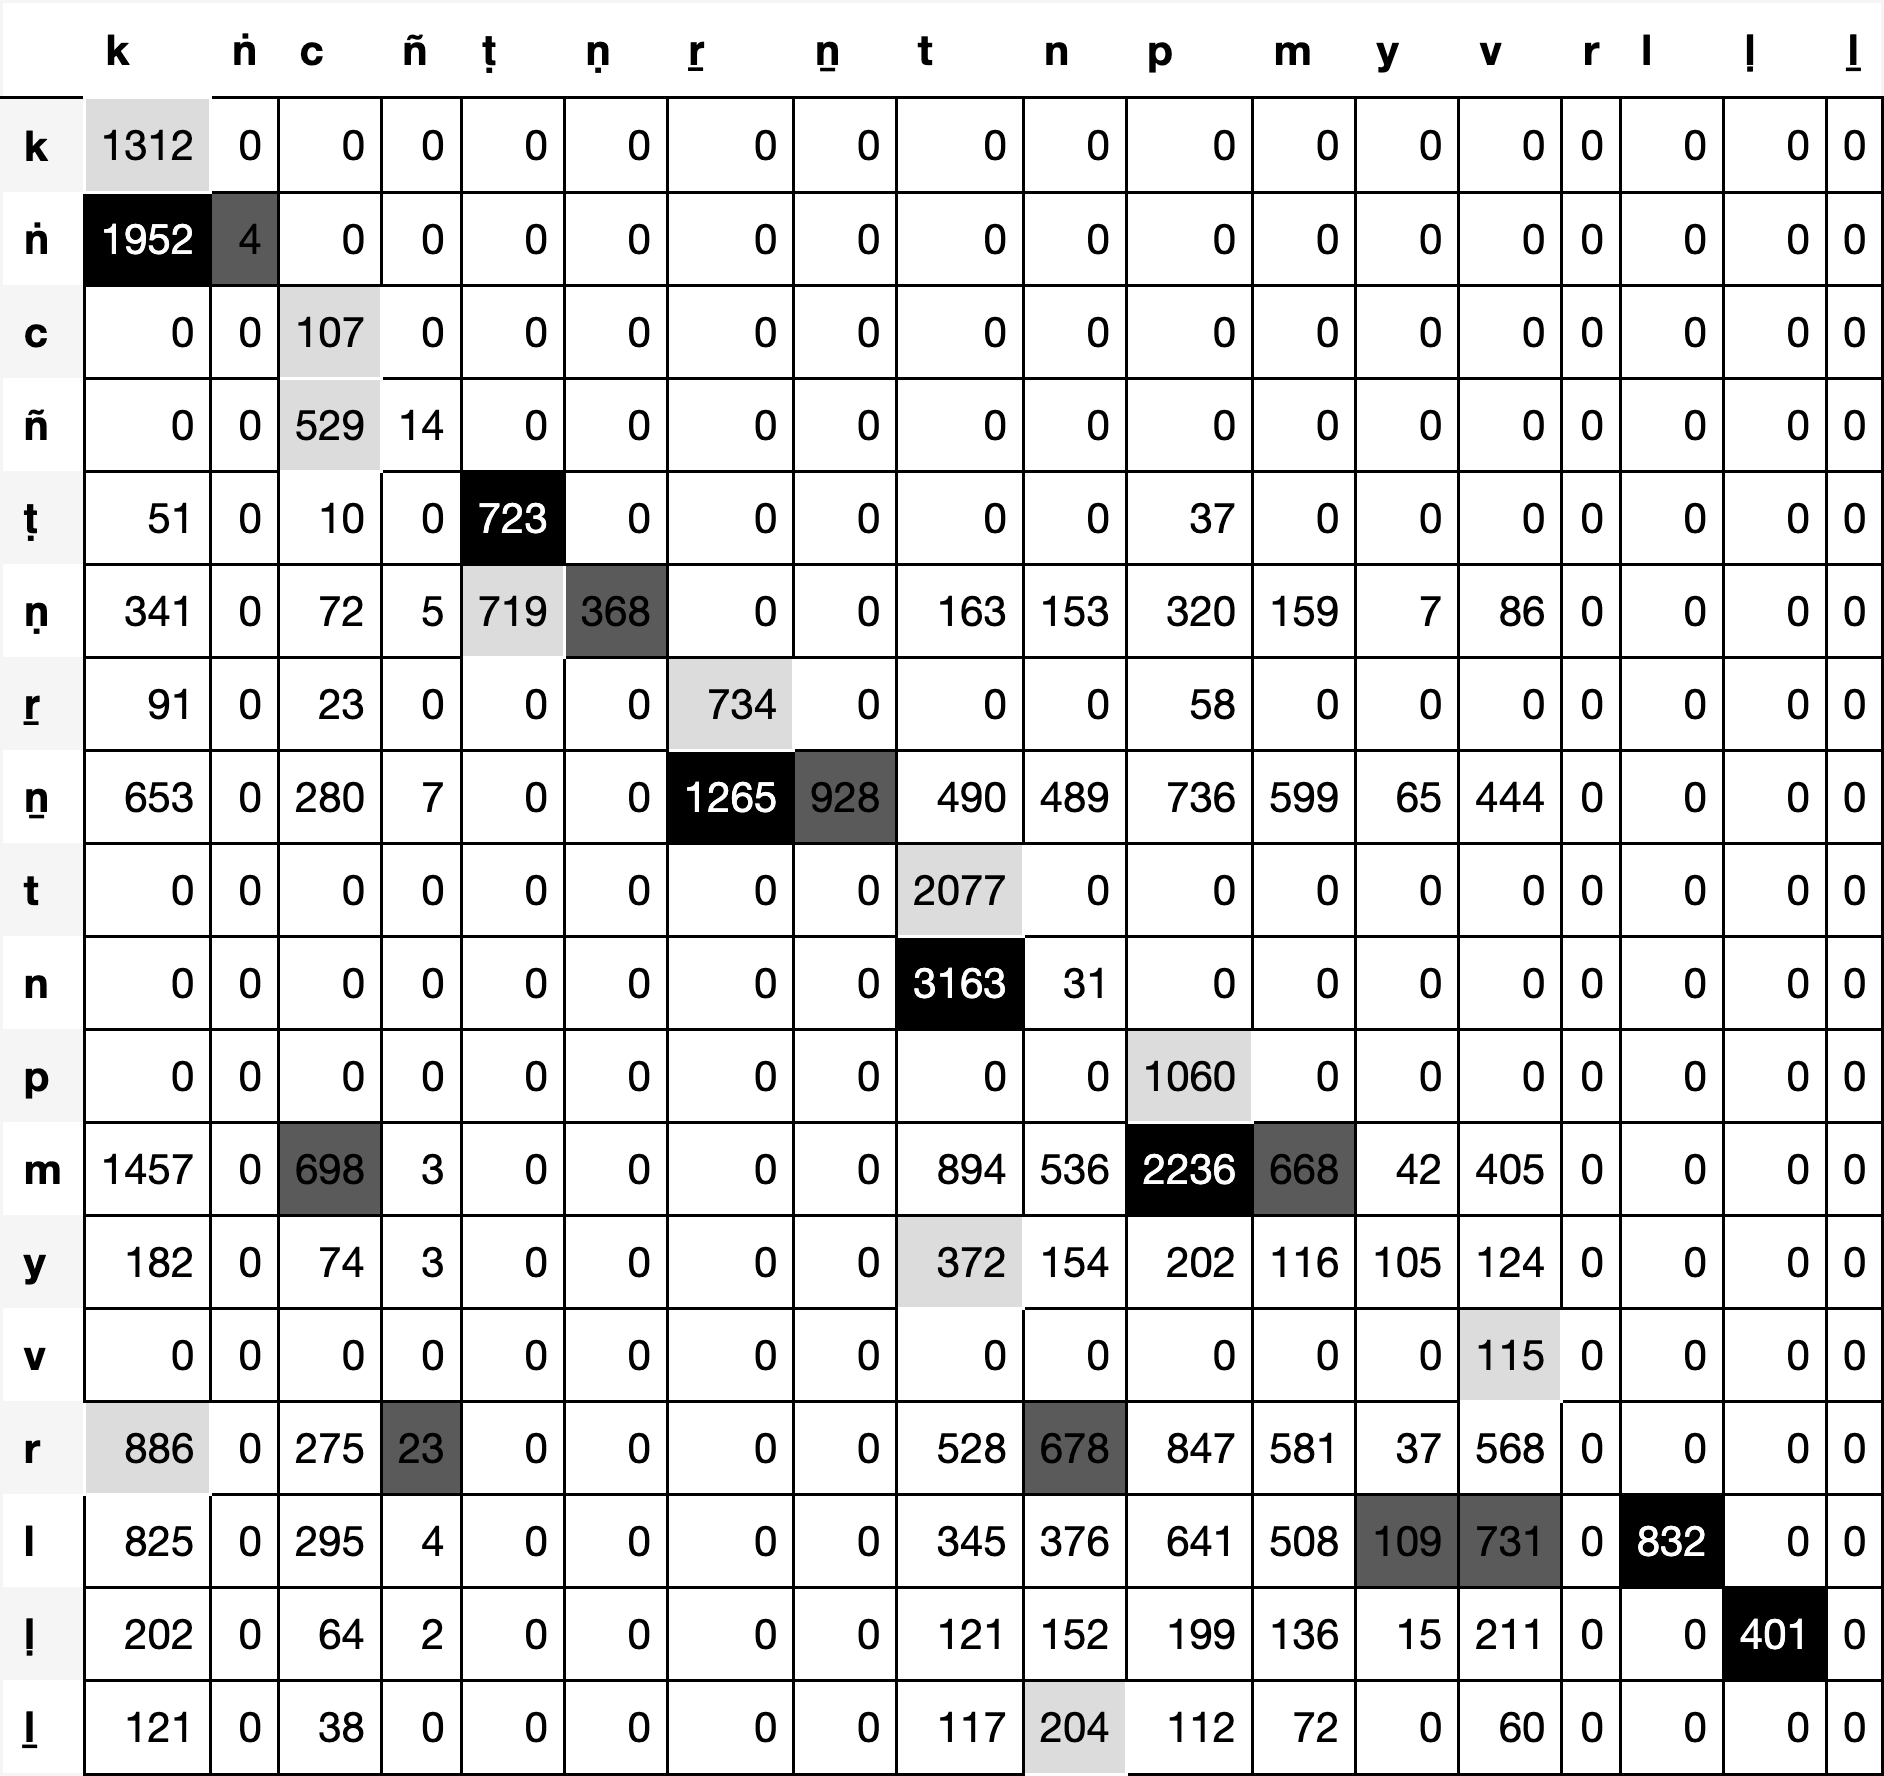 k ṅ c ñ ṭ ṇ ṟ ṉ t n p m y v r l ḷ ḻ
k 1312 0 0 0 0 0 0 0 0 0 0 0 0 0 0 0 0 0
ṅ 1952 4 0 0 0 0 0 0 0 0 0 0 0 0 0 0 0 0
c 0 0 107 0 0 0 0 0 0 0 0 0 0 0 0 0 0 0
ñ 0 0 529 14 0 0 0 0 0 0 0 0 0 0 0 0 0 0
ṭ 51 0 10 0 723 0 0 0 0 0 37 0 0 0 0 0 0 0
ṇ 341 0 72 5 719 368 0 0 163 153 320 159 7 86 0 0 0 0
ṟ 91 0 23 0 0 0 734 0 0 0 58 0 0 0 0 0 0 0
ṉ 653 0 280 7 0 0 1265 928 490 489 736 599 65 444 0 0 0 0
t 0 0 0 0 0 0 0 0 2077 0 0 0 0 0 0 0 0 0
n 0 0 0 0 0 0 0 0 3163 31 0 0 0 0 0 0 0 0
p 0 0 0 0 0 0 0 0 0 0 1060 0 0 0 0 0 0 0
m 1457 0 698 3 0 0 0 0 894 536 2236 668 42 405 0 0 0 0
y 182 0 74 3 0 0 0 0 372 154 202 116 105 124 0 0 0 0
v 0 0 0 0 0 0 0 0 0 0 0 0 0 115 0 0 0 0
r 886 0 275 23 0 0 0 0 528 678 847 581 37 568 0 0 0 0
l 825 0 295 4 0 0 0 0 345 376 641 508 109 731 0 832 0 0
ḷ 202 0 64 2 0 0 0 0 121 152 199 136 15 211 0 0 401 0
ḻ 121 0 38 0 0 0 0 0 117 204 112 72 0 60 0 0 0 0